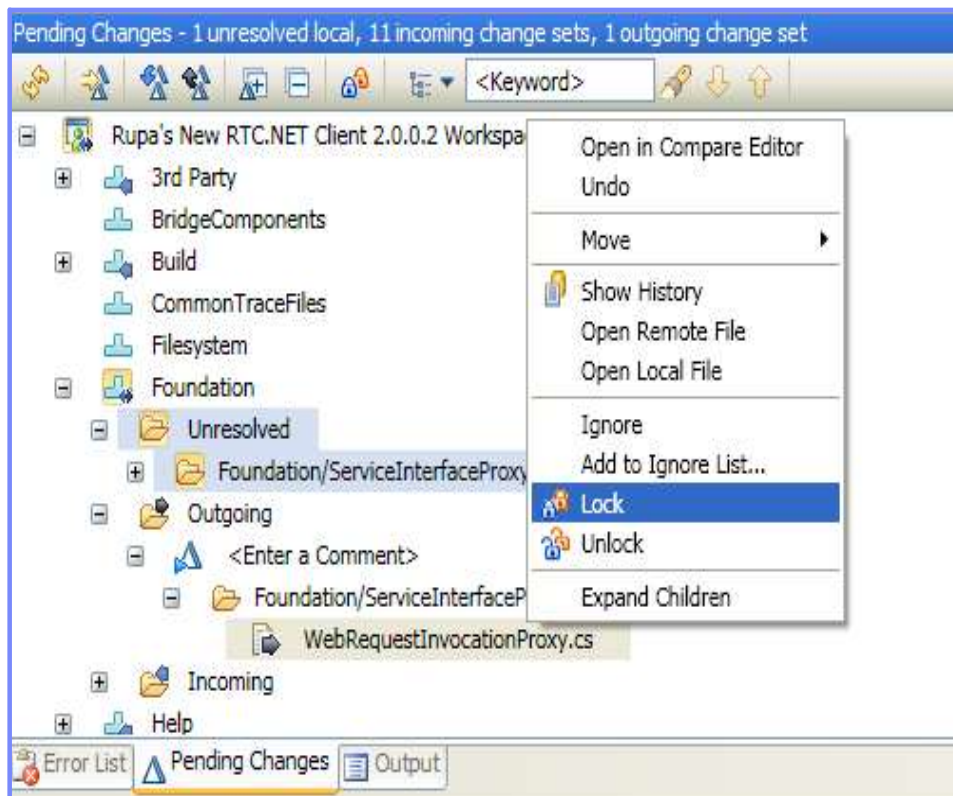 Pending Changes - 1 unresolved local, 11 incoming change sets, 1 outgoing change set
<Keyword>
Rupa's New RTC.NET Client 2.0.0.2 Workspa
3rd Party
BridgeComponents
Build
CommonTraceFiles
Filesystem
Foundation
Unresolved
Foundation/ServiceInterfaceProxy
Outgoing
<Enter a Comment>
Foundation/ServiceInterfaceP
WebRequestInvocationProxy.cs
Incoming
Help
Open in Compare Editor
Undo
Move
Show History
Open Remote File
Open Local File
Ignore
Add to Ignore List...
Lock
Unlock
Expand Children
Error List Pending Changes Output